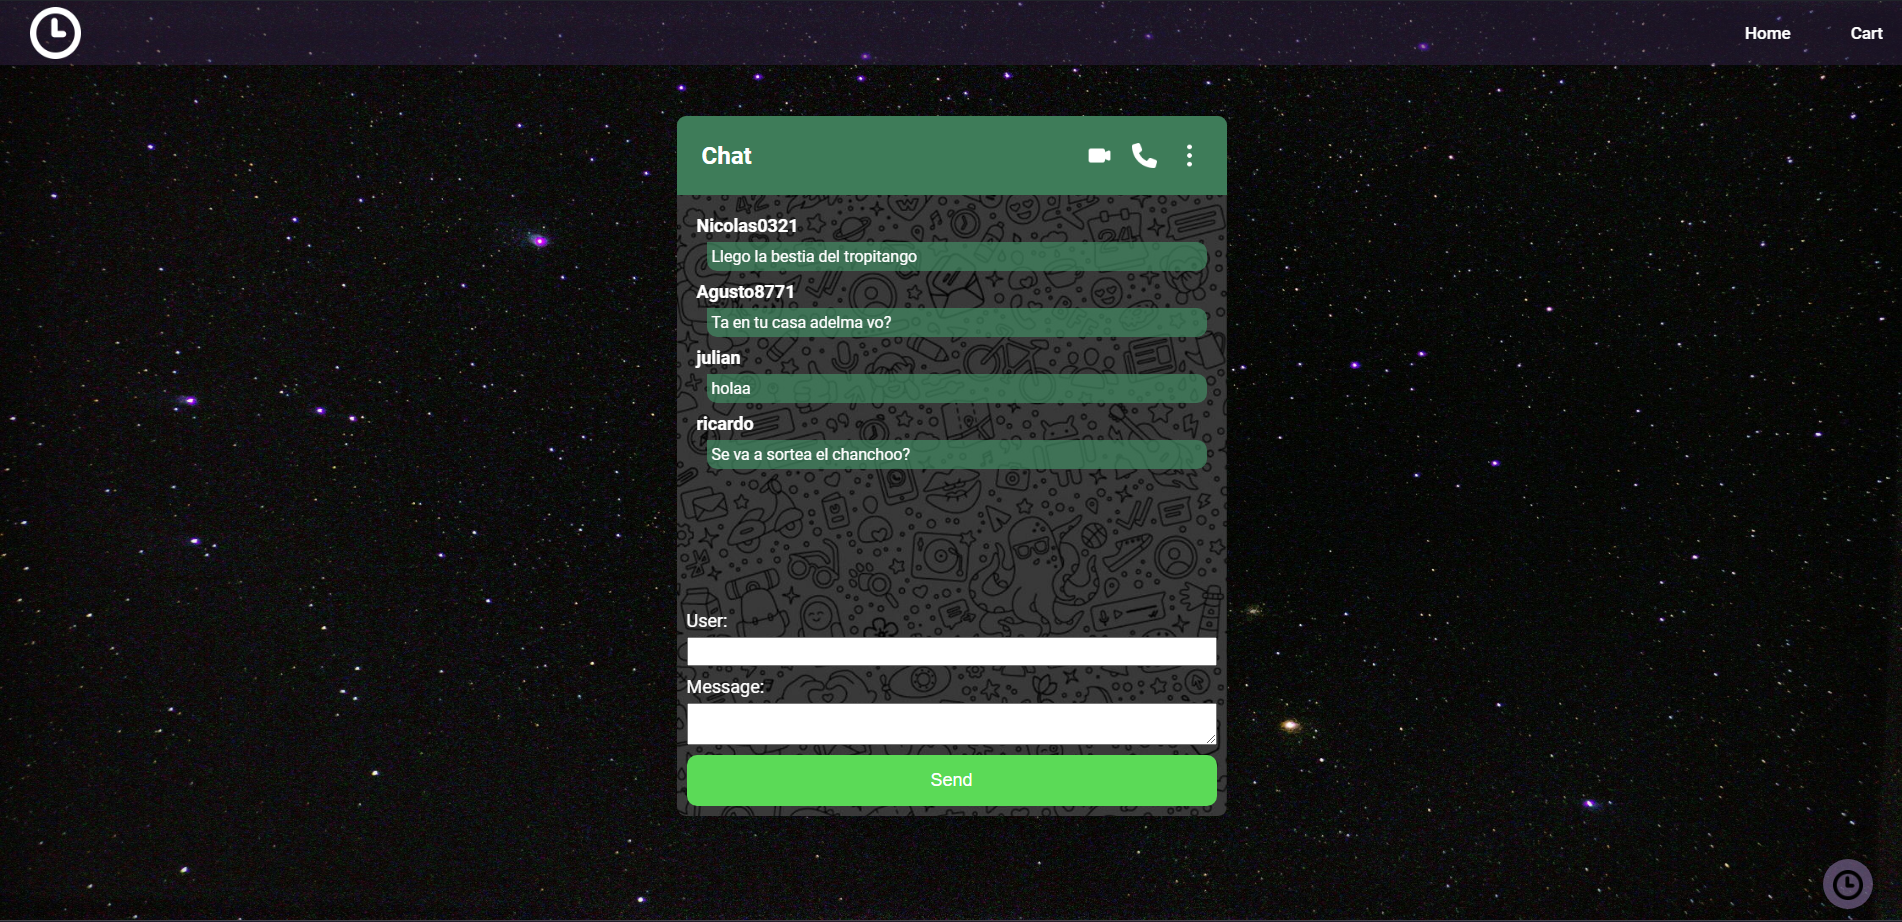 Home Cart
Chat
Nicolas0321
Llego la bestia del tropitango
Agusto8771
Ta en tu casa adelma vo?
julian
holaa
ricardo
Se va a sortea el chanchoo?
User:
Message:
Send